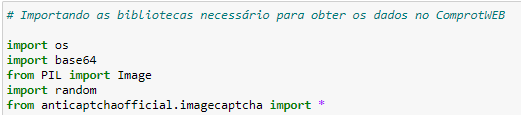 # Importando as bibliotecas necessário para obter os dados no ComprotWEB
import os
import base64
from PIL import Image
import random
from anticaptchaofficial.imagecaptcha import *